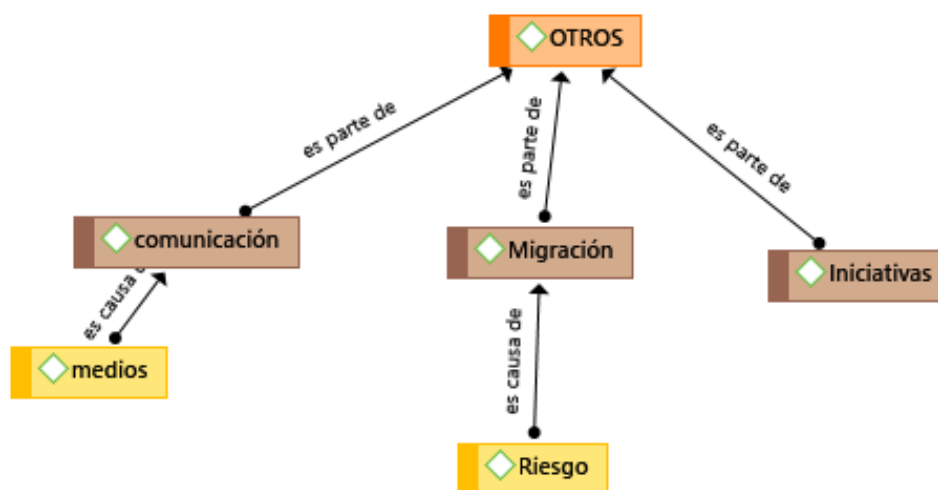 OTROS
es parte de
es parte de
es parte de
comunicación
Migración
Iniciativas
es causa
es causa de
medios
Riesgo